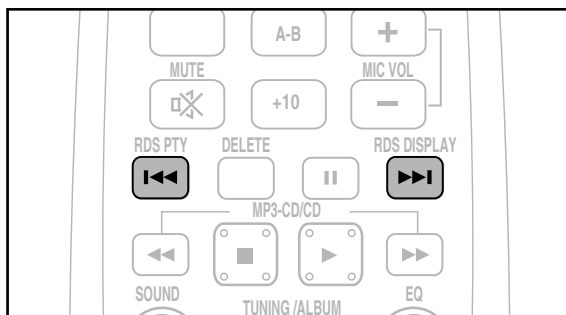 A-B
MUTE MIC VOL
+10
RDS PTY DELETE RDS DISPLAY
MP3-CD/CD
SOUND EQ
TUNING /ALBUM